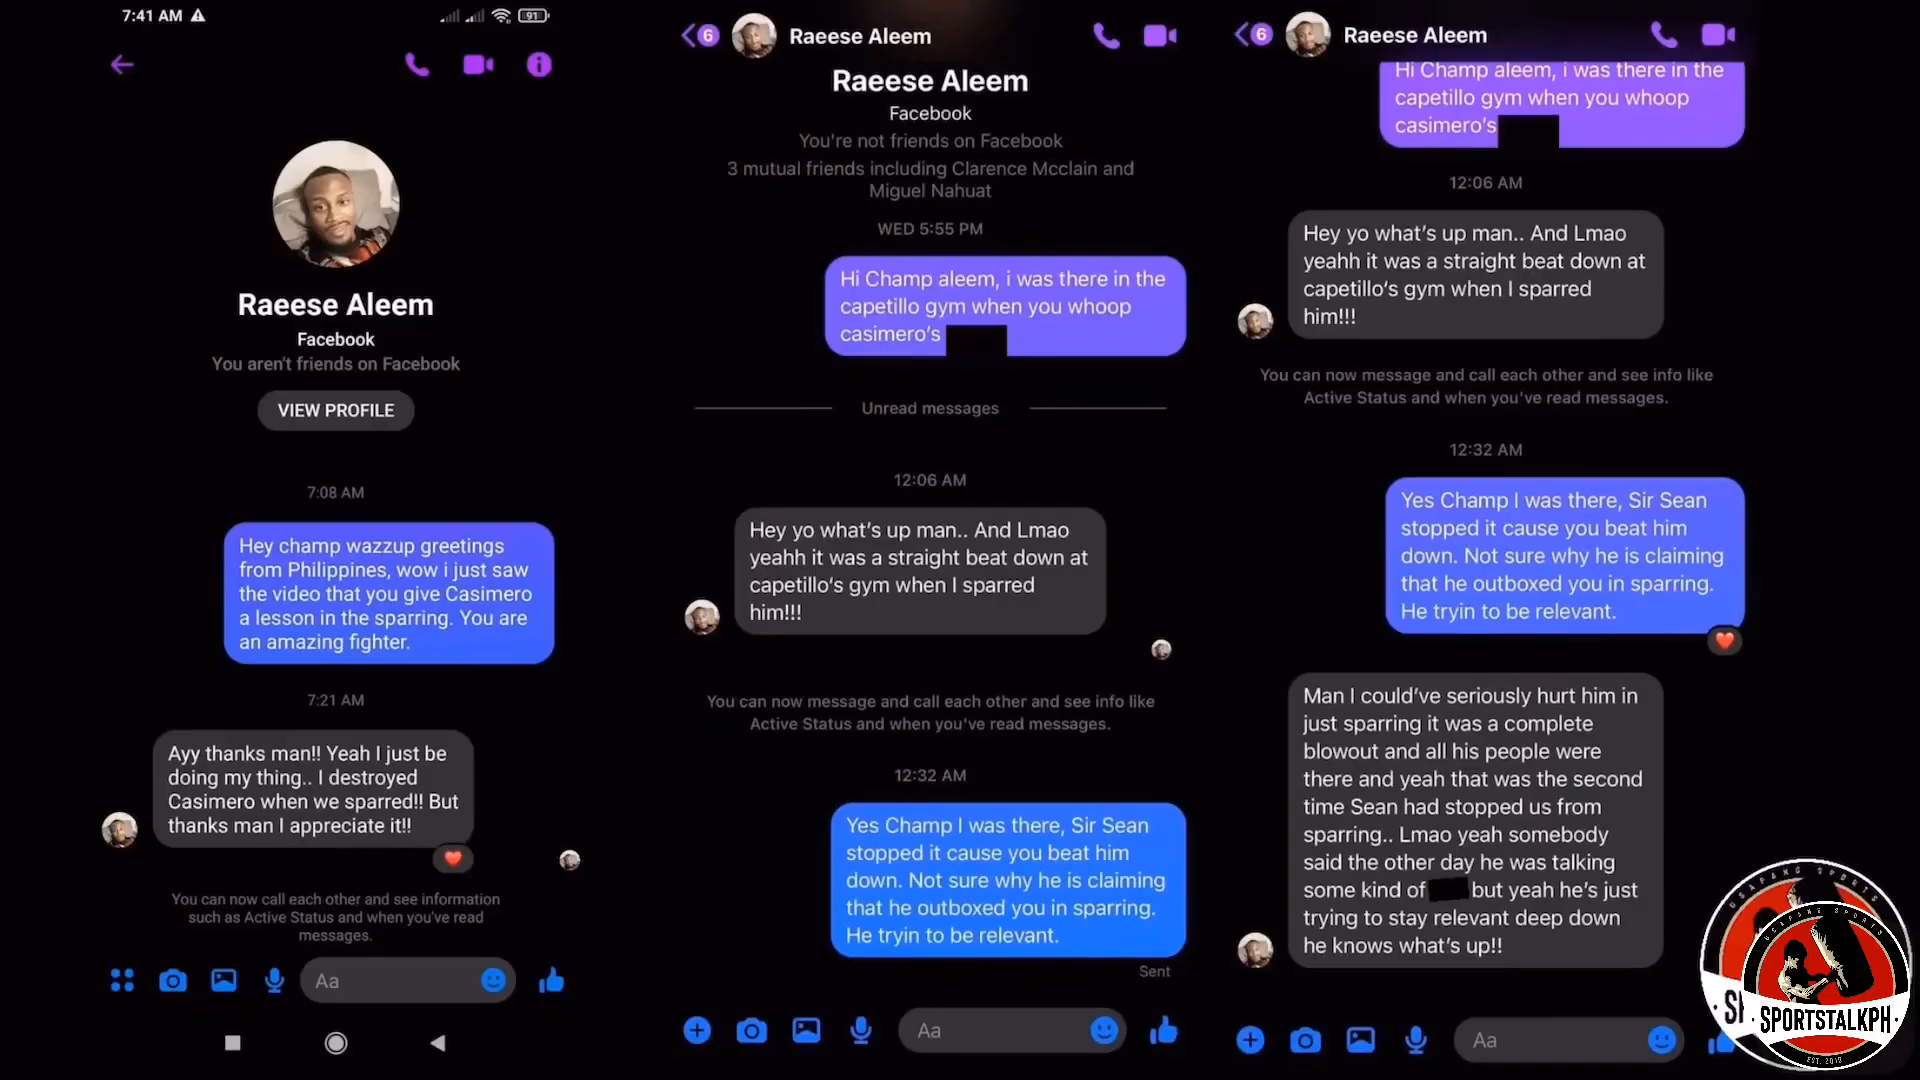 7:41 AM
91
Raeese Aleem
Facebook
You aren't friends on Facebook
VIEW PROFILE
7:08 AM
Hey champ wazzup greetings
from Philippines, wow i just saw
the video that you give Casimero
a lesson in the sparring. You are
an amazing fighter.
7:21 AM
Ayy thanks man!! Yeah I just be
doing my thing.. I destroyed
Casimero when we sparred!! But
thanks man I appreciate it!!
You can now call each other and see information
such as Active Status and when you've read
messages.
Aa
6
Raeese Aleem
Raeese Aleem
Facebook
You're not friends on Facebook
3 mutual friends including Clarence Mcclain and
Miguel Nahuat
WED 5:55 PM
Hi Champ aleem, i was there in the
capetillo gym when you whoop
casimero's
Unread messages
12:06 AM
Hey yo what's up man.. And Lmao
yeahh it was a straight beat down at
capetillo's gym when I sparred
him!!!
You can now message and call each other and see info like
Active Status and when you've read messages.
12:32 AM
Yes Champ I was there, Sir Sean
stopped it cause you beat him
down. Not sure why he is claiming
that he outboxed you in sparring.
He tryin to be relevant.
Sent
Aa
6
Raeese Aleem
Hi Champ aleem, i was there in the
capetillo gym when you whoop
casimero's
12:06 AM
Hey yo what's up man.. And Lmao
yeahh it was a straight beat down at
capetillo's gym when I sparred
him!!!
You can now message and call each other and see info like
Active Status and when you've read messages.
12:32 AM
Yes Champ I was there, Sir Sean
stopped it cause you beat him
down. Not sure why he is claiming
that he outboxed you in sparring.
He tryin to be relevant.
Man I could've seriously hurt him in
just sparring it was a complete
blowout and all his people were
there and yeah that was the second
time Sean had stopped us from
sparring.. Lmao yeah somebody
said the other day he was talking
some kind of but yeah he's just
trying to stay relevant deep down
he knows what's up!!
Aa
USAPANG SPORTS
USAPANG SPORTS
SPORTSTALKPH
EST. 2019